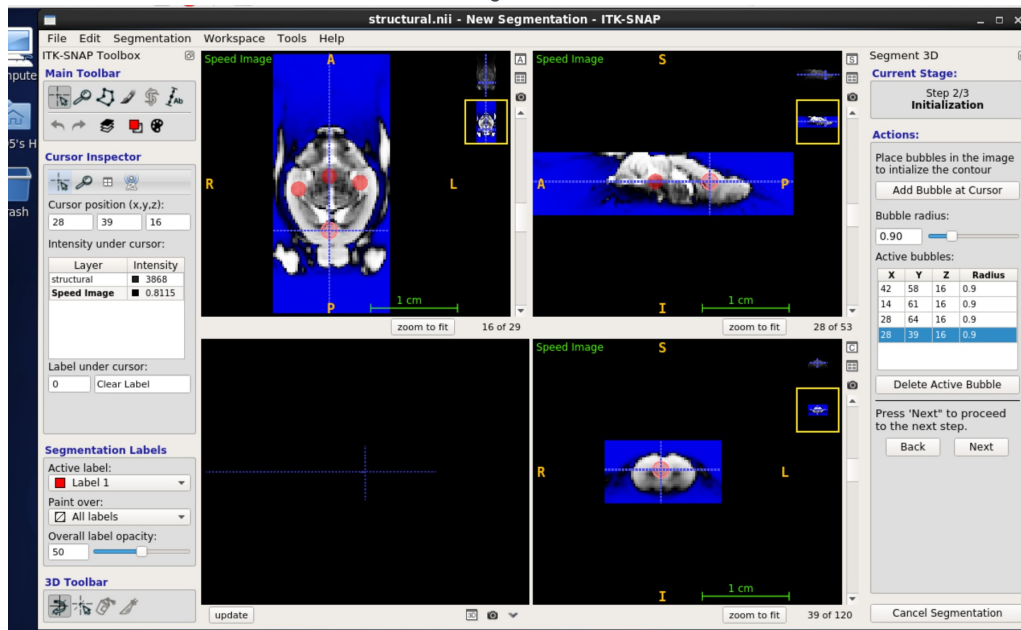 structural.nii - New Segmentation - ITK-SNAP
File Edit Segmentation Workspace Tools Help
ITK-SNAP Toolbox
Main Toolbar
Cursor Inspector
Cursor position (x,y,z):
28 39 16
Intensity under cursor:
Layer Intensity
structural 3868
Speed Image 0.8115
Label under cursor:
0 Clear Label
Segmentation Labels
Active label:
Label 1
Paint over:
All labels
Overall label opacity:
50
3D Toolbar
Speed Image
A
R
L
P
1 cm
zoom to fit 16 of 29
A
Speed Image
S
A
P
I
1 cm
zoom to fit 28 of 53
S
update
3D
Speed Image
S
R
L
I
1 cm
zoom to fit 39 of 120
C
Segment 3D
Current Stage:
Step 2/3
Initialization
Actions:
Place bubbles in the image
to intialize the contour
Add Bubble at Cursor
Bubble radius:
0.90
Active bubbles:
X Y Z Radius
42 58 16 0.9
14 61 16 0.9
28 64 16 0.9
28 39 16 0.9
Delete Active Bubble
Press 'Next" to proceed
to the next step.
Back Next
Cancel Segmentation
pute
5's H
rash